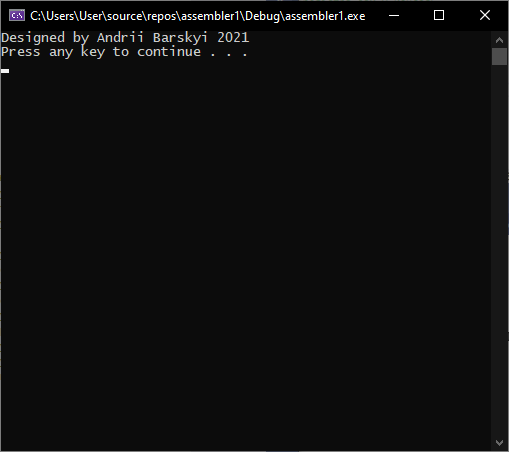 C:\Users\User\source\repos\assembler1\Debug\assembler1.exe
Designed by Andrii Barskyi 2021
Press any key to continue . . .